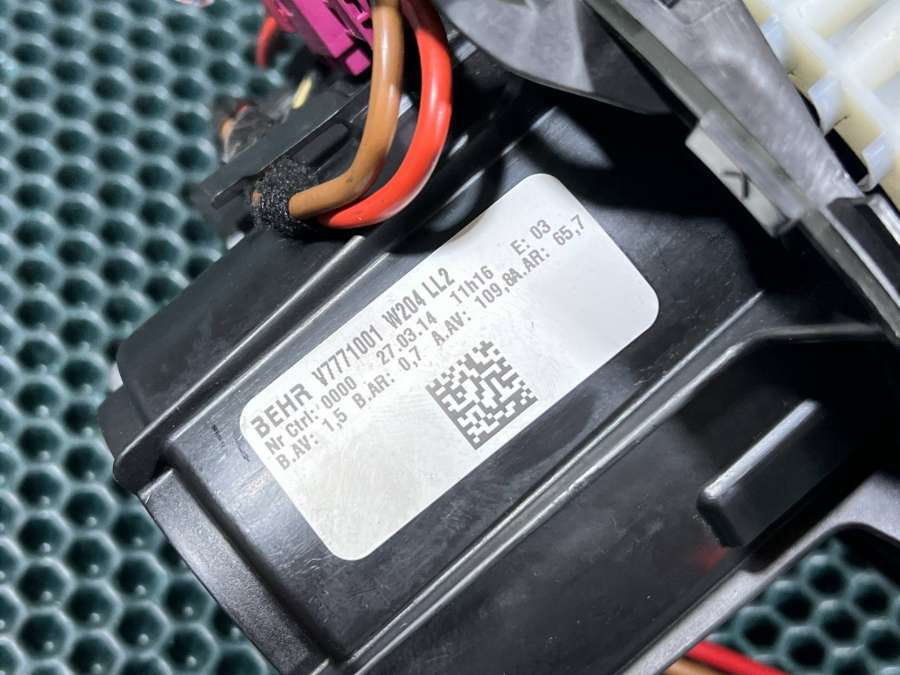 BEHR V7771001 W204 LL2
Nr Ctrl: 0000 27.03.14 11h16 E: 03
B.AV: 1,5 B.AR: 0,7 A.AV: 109,8A.AR: 65,7